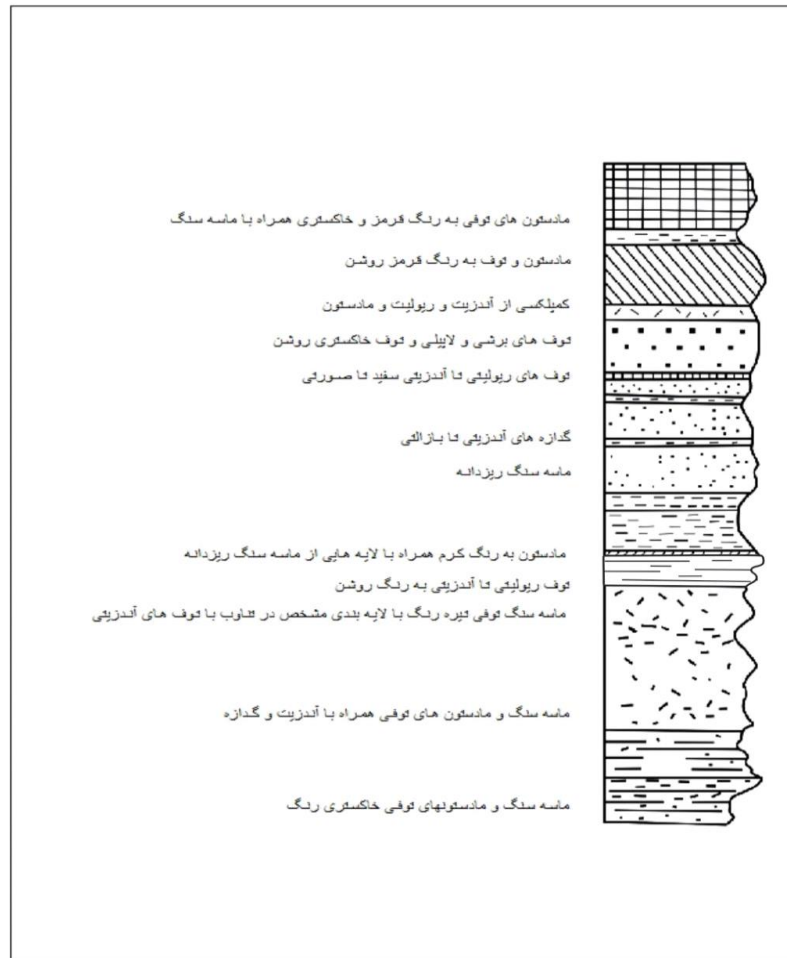 مادستون های توفی به رنگ قرمز و خاکستری همراه با ماسه سنگ
مادستون و توف به رنگ قرمز روشن
کمپلکسی از آندزیت و ریولیت و مادستون
توف های برشی و لاپیلی و توف خاکستری روشن
توف های ریولیتی تا آندزیتی سفید تا صورتی
گدازه های آندزیتی تا بازالتی
ماسه سنگ ریزدانه
مادستون به رنگ کرم همراه با لایه هایی از ماسه سنگ ریزدانه
توف ریولیتی تا آندزیتی به رنگ روشن
ماسه سنگ توفی تیره رنگ با لایه بندی مشخص در تناوب با توف های آندزیتی
ماسه سنگ و مادستون های توفی همراه با آندزیت و گدازه
ماسه سنگ و مادستونهای توفی خاکستری رنگ